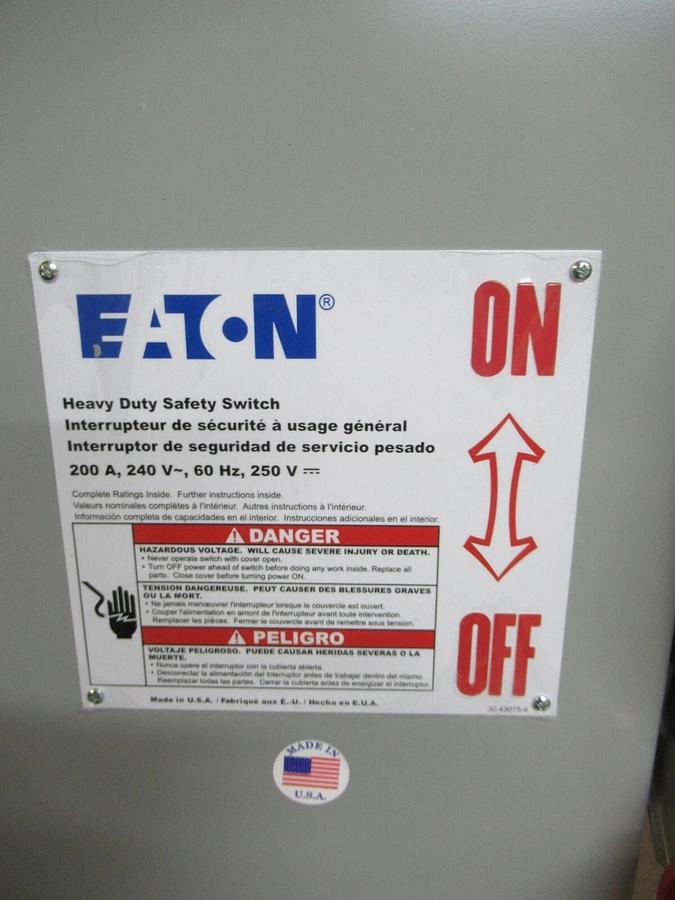 EATON®
ON
Heavy Duty Safety Switch
Interrupteur de sécurité à usage général
Interruptor de seguridad de servicio pesado
200 A, 240 V~, 60 Hz, 250 V ⎓
Complete Ratings Inside. Further instructions inside.
Valeurs nominales complètes à l'intérieur. Autres instructions à l'intérieur.
Información completa de capacidades en el interior. Instrucciones adicionales en el interior.
DANGER
HAZARDOUS VOLTAGE. WILL CAUSE SEVERE INJURY OR DEATH.
• Never operate switch with cover open.
• Turn OFF power ahead of switch before doing any work inside. Replace all
parts. Close cover before turning power ON.
TENSION DANGEREUSE. PEUT CAUSER DES BLESSURES GRAVES
OU LA MORT.
• Ne jamais manœuvrer l'interrupteur lorsque le couvercle est ouvert.
• Couper l'alimentation en amont de l'interrupteur avant toute intervention.
Remplacer les pièces. Fermer le couvercle avant de remettre sous tension.
PELIGRO
VOLTAJE PELIGROSO. PUEDE CAUSAR HERIDAS SEVERAS O LA
MUERTE.
• Nunca opere el interruptor con la cubierta abierta.
• Desconectar la alimentación del interruptor antes de trabajar dentro del mismo.
Reemplazar todas las partes. Cerrar la cubierta antes de energizar el interruptor.
OFF
Made in U.S.A. / Fabriqué aux É.-U. / Hecho en E.U.A.
30-43075-4
MADE IN
U.S.A.